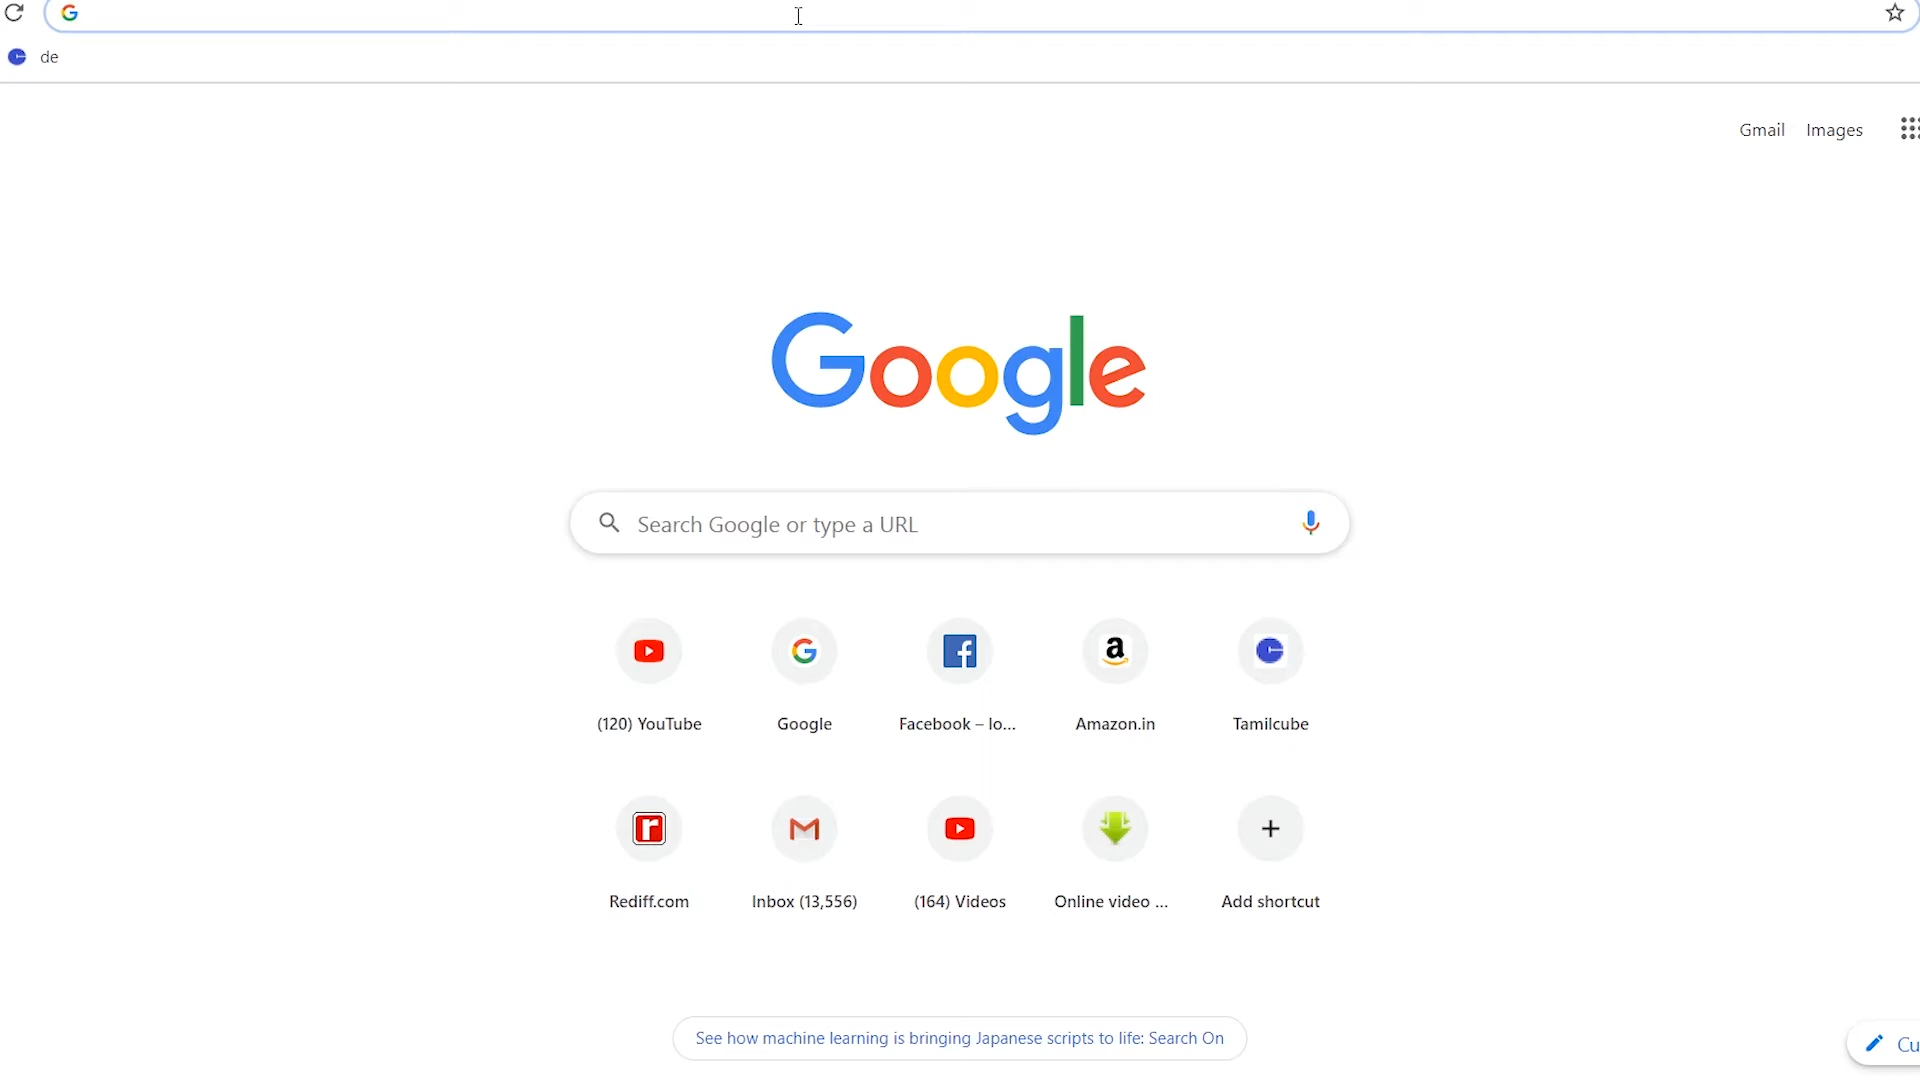 de
Gmail Images
Google
Search Google or type a URL
(120) YouTube Google Facebook – lo... Amazon.in Tamilcube
Rediff.com Inbox (13,556) (164) Videos Online video ... Add shortcut
See how machine learning is bringing Japanese scripts to life: Search On
Cu